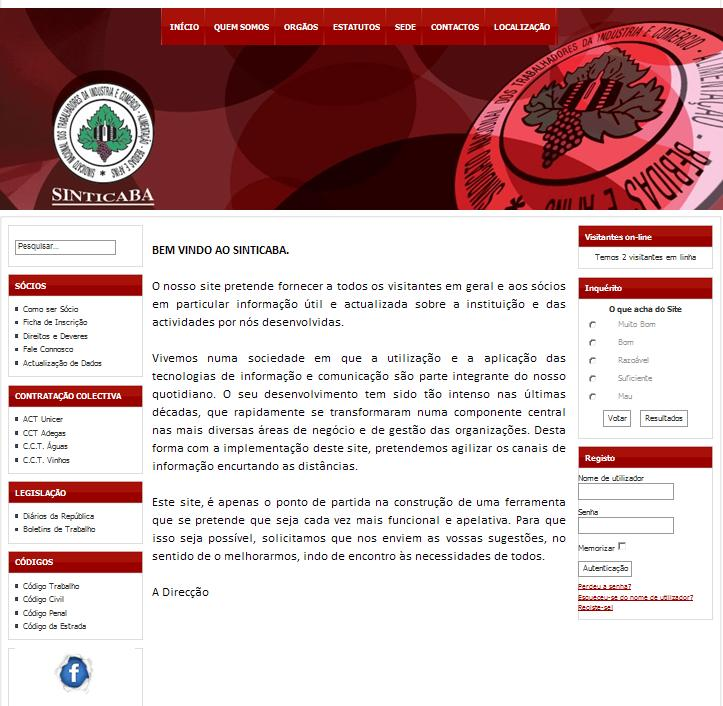 INÍCIO QUEM SOMOS ORGÃOS ESTATUTOS SEDE CONTACTOS LOCALIZAÇÃO
SINDICATO NACIONAL DOS TRABALHADORES DA INDUSTRIA E COMÉRCIO - ALIMENTAÇÃO - BEBIDAS E AFINS
SINTICABA
DOS TRABALHADORES DA INDUSTRIA E COMÉRCIO
BEBIDAS E AFINS
Pesquisar...
SÓCIOS
Como ser Sócio
Ficha de Inscrição
Direitos e Deveres
Fale Connosco
Actualização de Dados
CONTRATAÇÃO COLECTIVA
ACT Unicer
CCT Adegas
C.C.T. Águas
C.C.T. Vinhos
LEGISLAÇÃO
Diários da República
Boletins de Trabalho
CÓDIGOS
Código Trabalho
Código Civil
Código Penal
Código da Estrada
f
BEM VINDO AO SINTICABA.
O nosso site pretende fornecer a todos os visitantes em geral e aos sócios
em particular informação útil e actualizada sobre a instituição e das
actividades por nós desenvolvidas.
Vivemos numa sociedade em que a utilização e a aplicação das
tecnologias de informação e comunicação são parte integrante do nosso
quotidiano. O seu desenvolvimento tem sido tão intenso nas últimas
décadas, que rapidamente se transformaram numa componente central
nas mais diversas áreas de negócio e de gestão das organizações. Desta
forma com a implementação deste site, pretendemos agilizar os canais de
informação encurtando as distâncias.
Este site, é apenas o ponto de partida na construção de uma ferramenta
que se pretende que seja cada vez mais funcional e apelativa. Para que
isso seja possível, solicitamos que nos enviem as vossas sugestões, no
sentido de o melhorarmos, indo de encontro às necessidades de todos.
A Direcção
Visitantes on-line
Temos 2 visitantes em linha
Inquérito
O que acha do Site
Muito Bom
Bom
Razoável
Suficiente
Mau
Votar Resultados
Registo
Nome de utilizador
Senha
Memorizar
Autenticação
Perdeu a senha?
Esqueceu-se do nome de utilizador?
Registe-se!